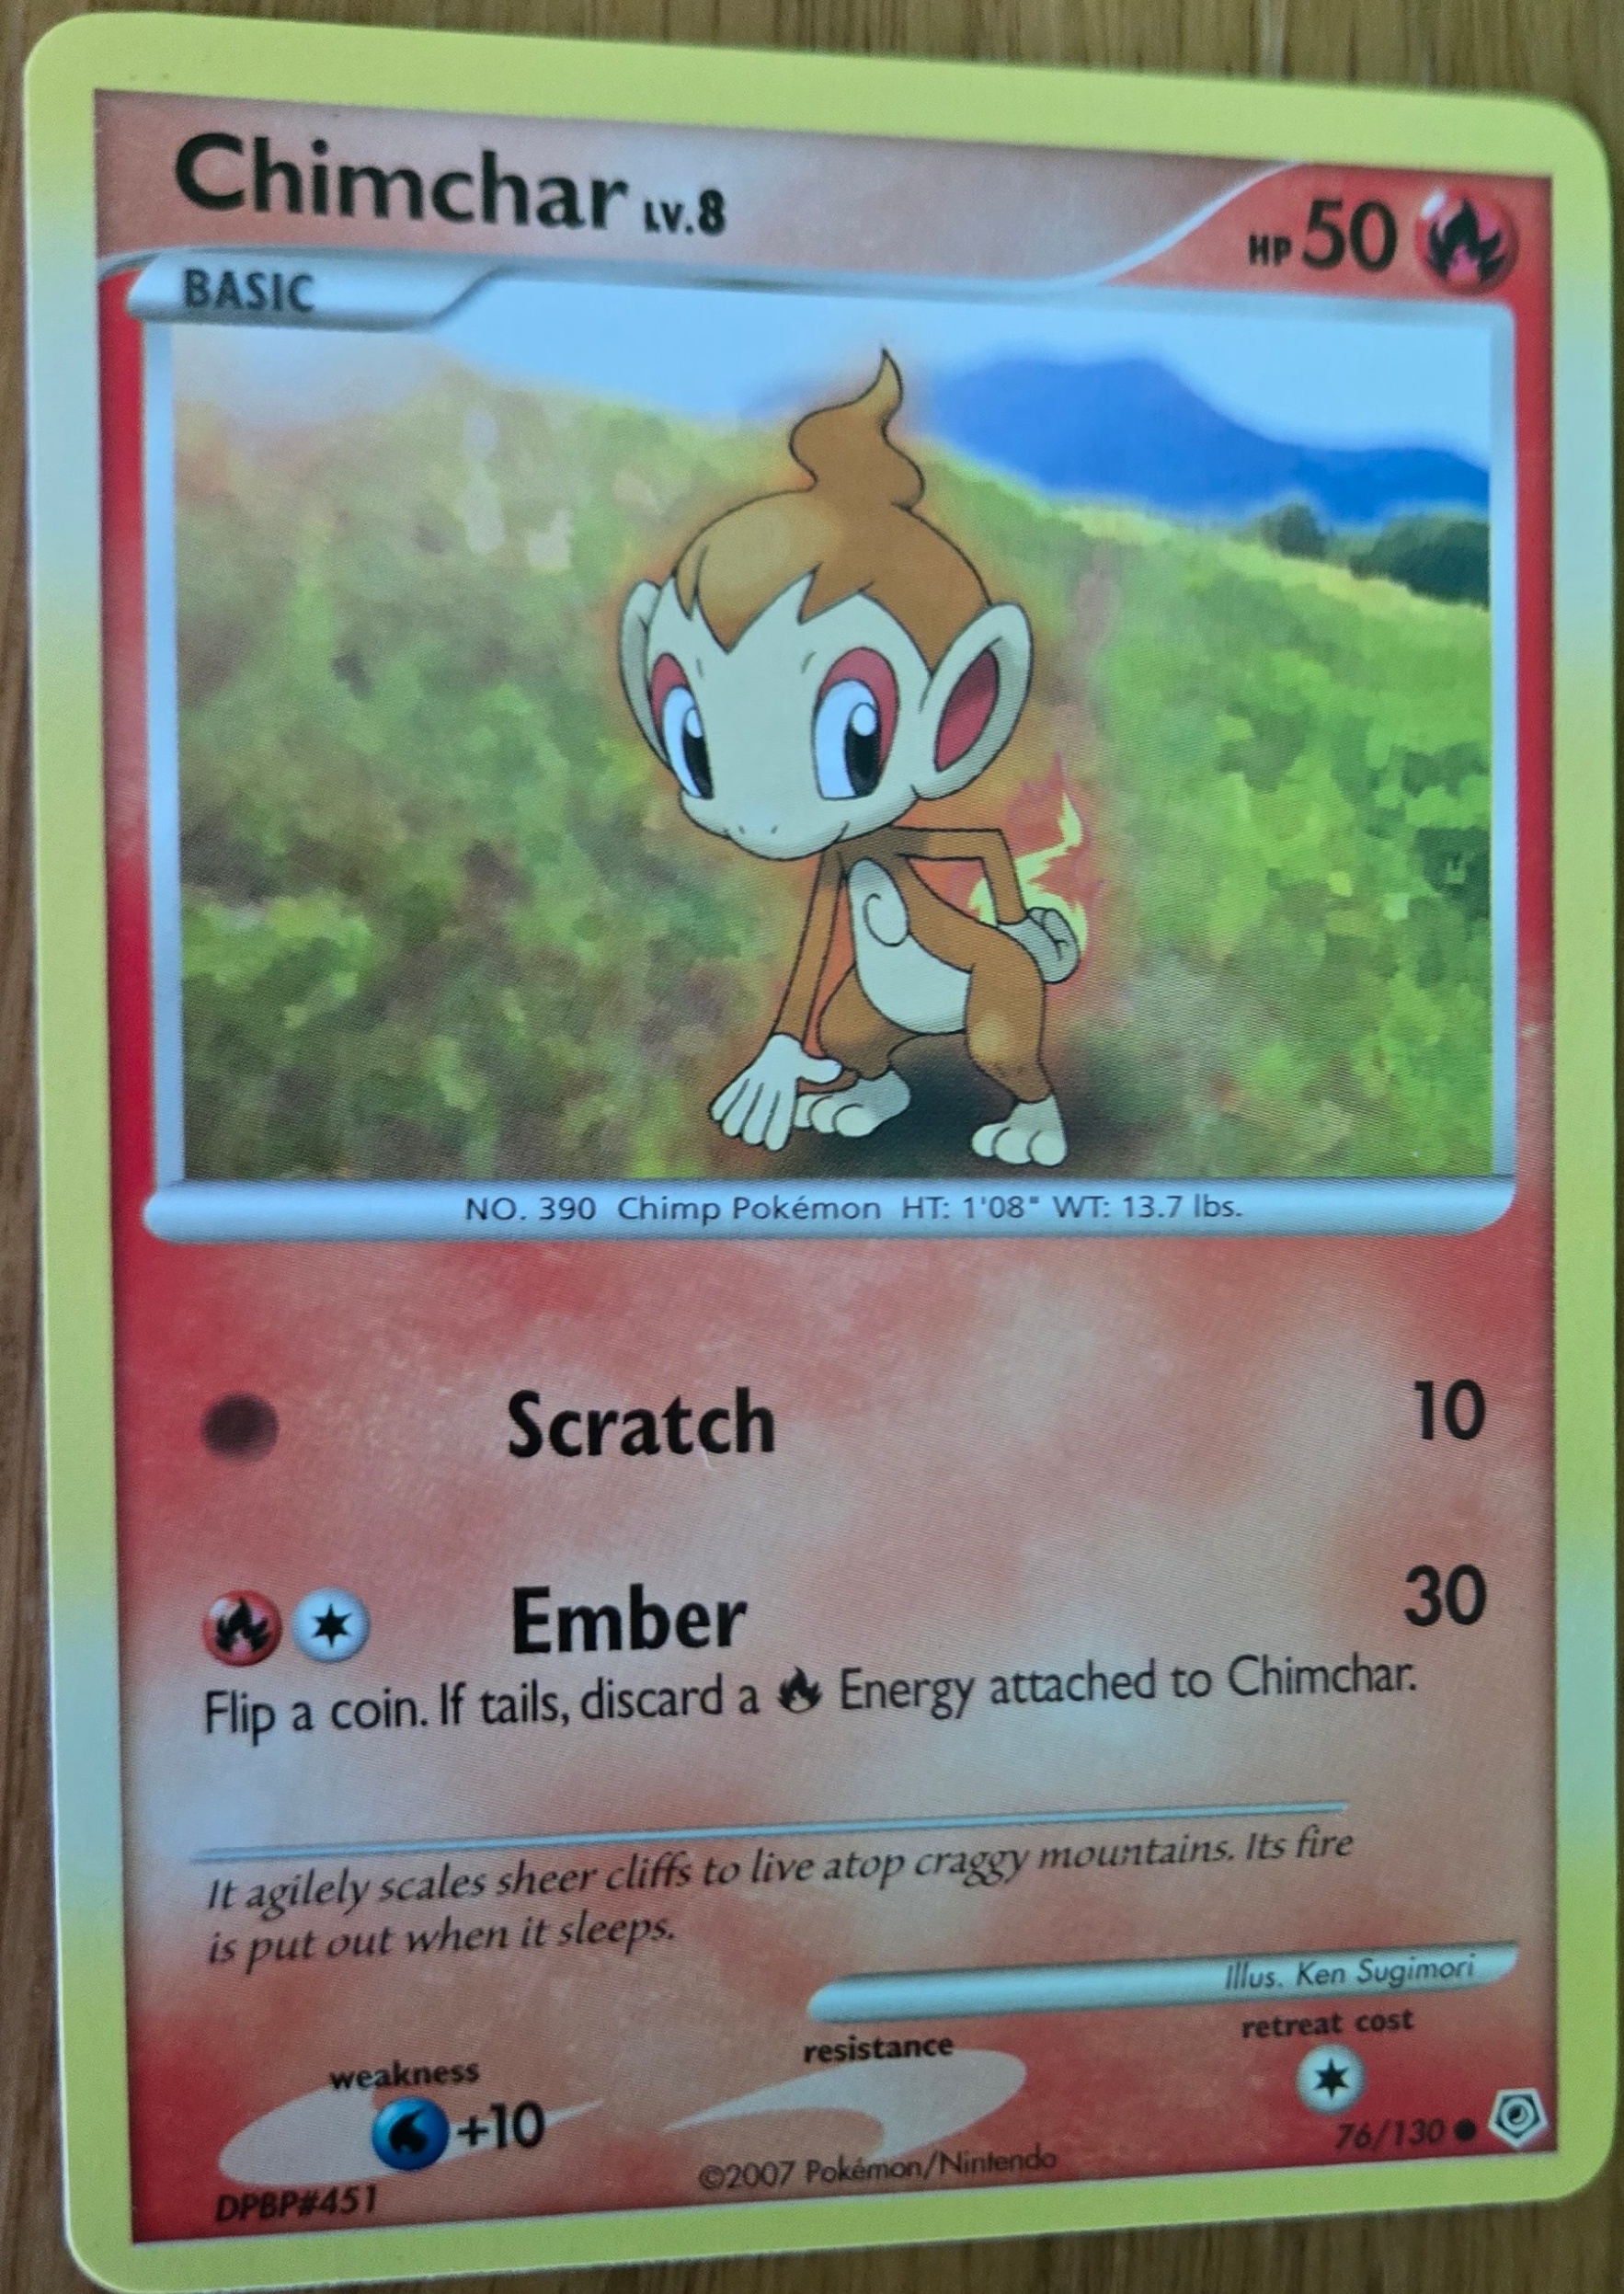 Chimchar LV.8
HP 50
BASIC
NO. 390 Chimp Pokémon HT: 1'08" WT: 13.7 lbs.
Scratch 10
Ember 30
Flip a coin. If tails, discard a Energy attached to Chimchar.
It agilely scales sheer cliffs to live atop craggy mountains. Its fire
is put out when it sleeps.
Illus. Ken Sugimori
weakness
+10
resistance
retreat cost
76/130
DPBP#451
©2007 Pokémon/Nintendo